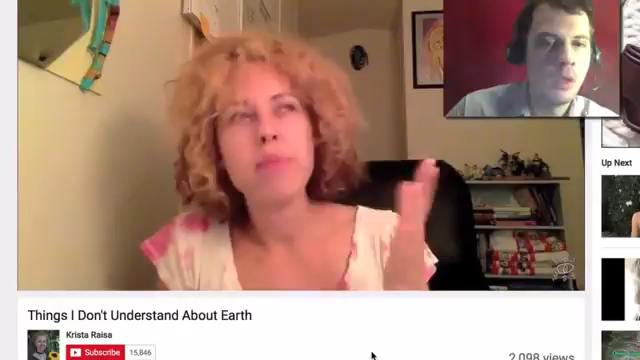 Up Next
Things I Don't Understand About Earth
Krista Raisa
Subscribe 15,846
2,098 views